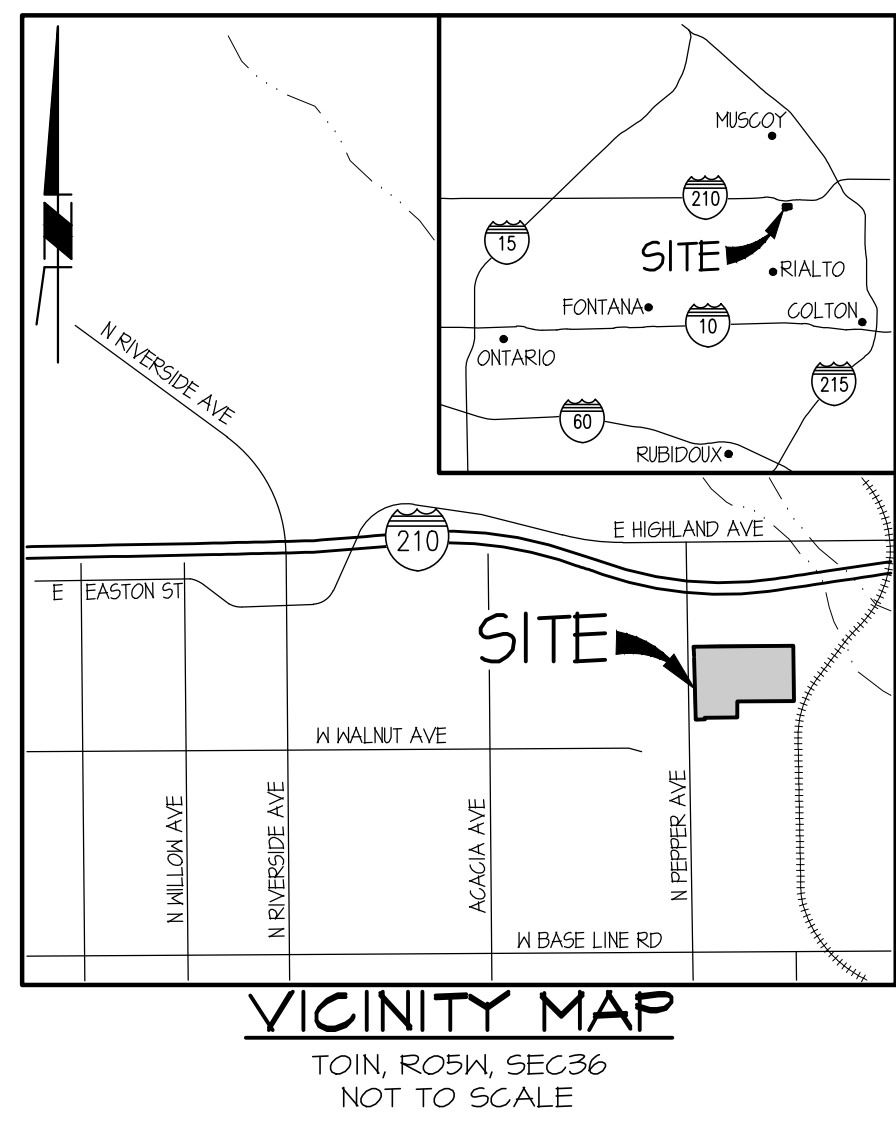 MUSCOY
210
15
SITE
RIALTO
FONTANA
COLTON
10
ONTARIO
215
60
RUBIDOUX
N RIVERSIDE AVE
E HIGHLAND AVE
210
E EASTON ST
SITE
W WALNUT AVE
N WILLOW AVE
N RIVERSIDE AVE
ACACIA AVE
N PEPPER AVE
W BASE LINE RD
VICINITY MAP
T01N, R05W, SEC36
NOT TO SCALE